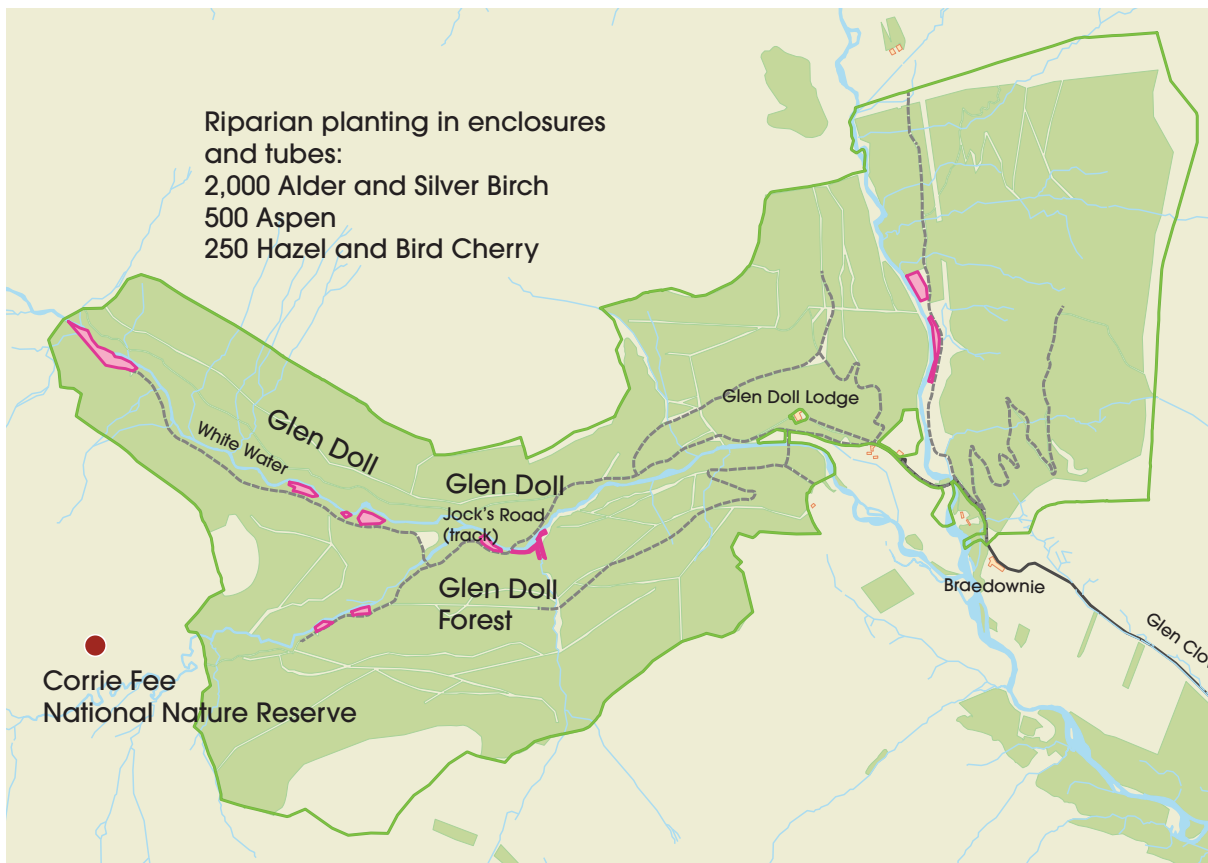 Riparian planting in enclosures
and tubes:
2,000 Alder and Silver Birch
500 Aspen
250 Hazel and Bird Cherry
Glen Doll Lodge
Glen Doll
White Water
Glen Doll
Jock's Road
(track)
Glen Doll
Forest
Braedownie
Glen Clo
Corrie Fee
National Nature Reserve